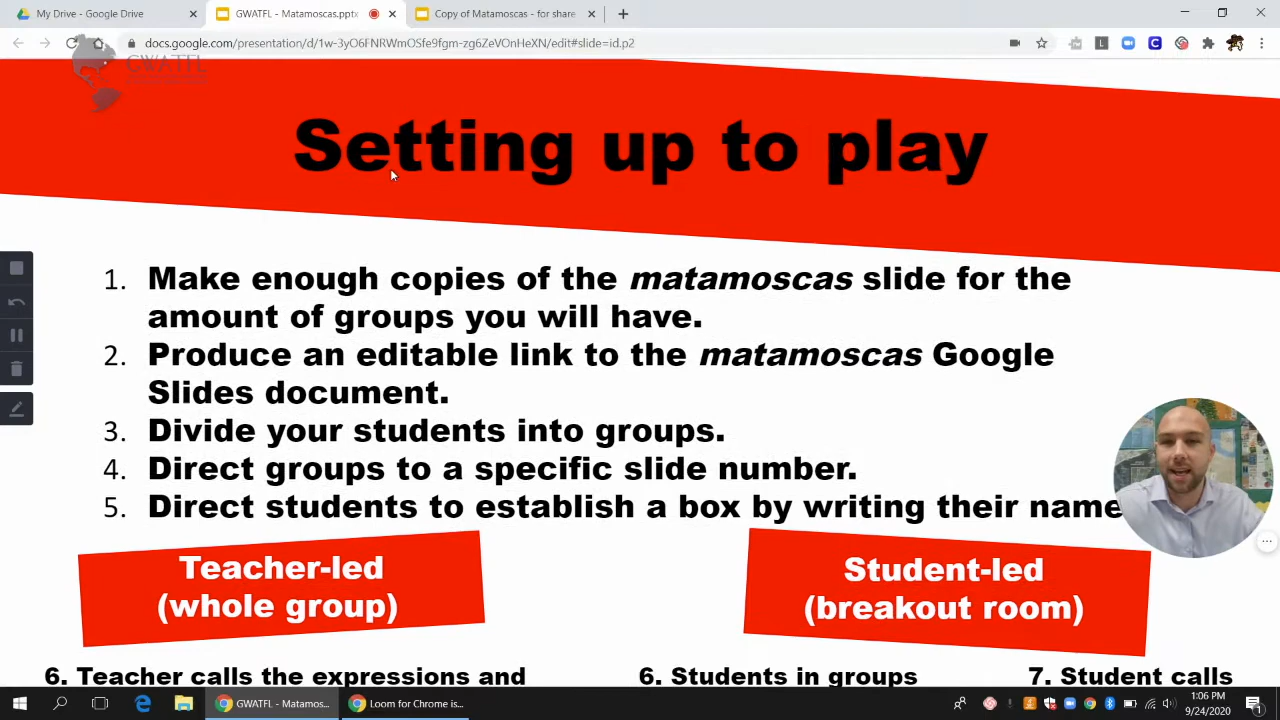 My Drive - Google Drive
GWATFL - Matamoscas.pptx
Copy of Matamoscas - for share
docs.google.com/presentation/d/1w-3yO6FNRWmOSfe9fgm-zg6ZeVOnHeXN/edit#slide=id.p2
GWATFL
Setting up to play
1. Make enough copies of the matamoscas slide for the
amount of groups you will have.
2. Produce an editable link to the matamoscas Google
Slides document.
3. Divide your students into groups.
4. Direct groups to a specific slide number.
5. Direct students to establish a box by writing their name
Teacher-led
(whole group)
Student-led
(breakout room)
6. Teacher calls the expressions and
6. Students in groups
7. Student calls
GWATFL - Matamos...
Loom for Chrome is...
1:06 PM
9/24/2020